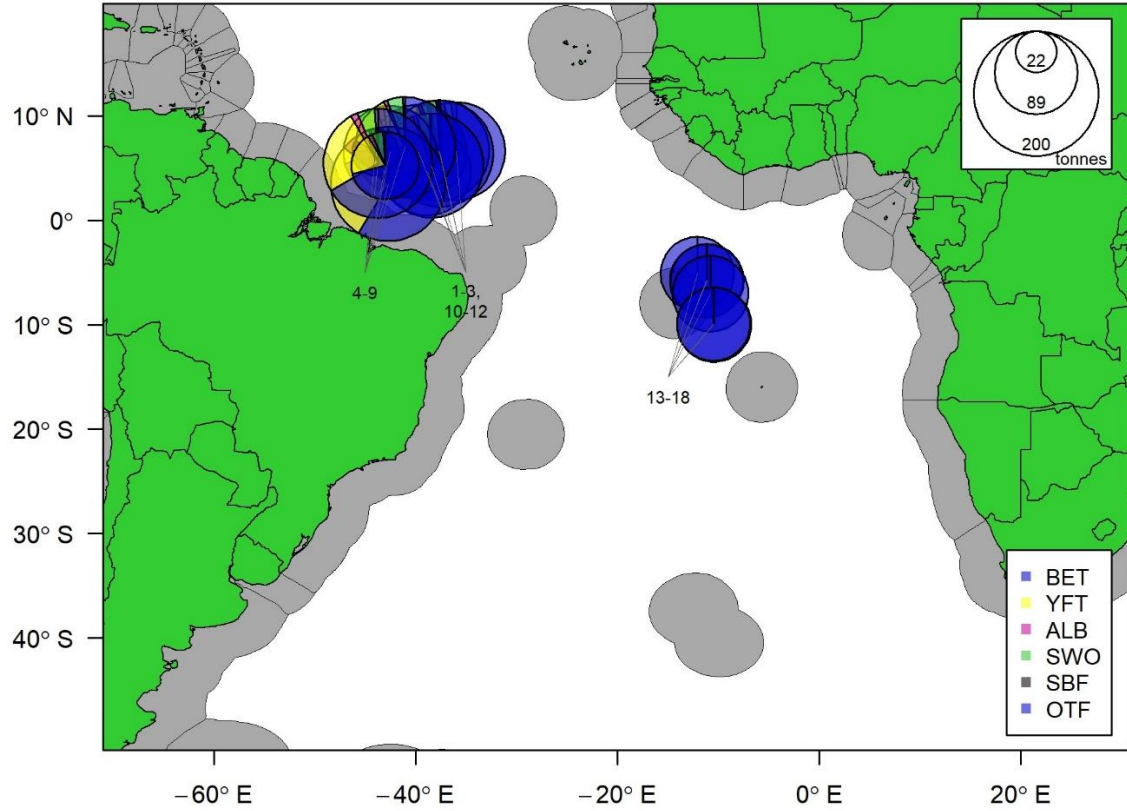 10° N
0°
10° S
20° S
30° S
40° S
22
89
200
tonnes
4-9
1-3,
10-12
13-18
BET
YFT
ALB
SWO
SBF
OTF
−60° E
−40° E
−20° E
0° E
20° E